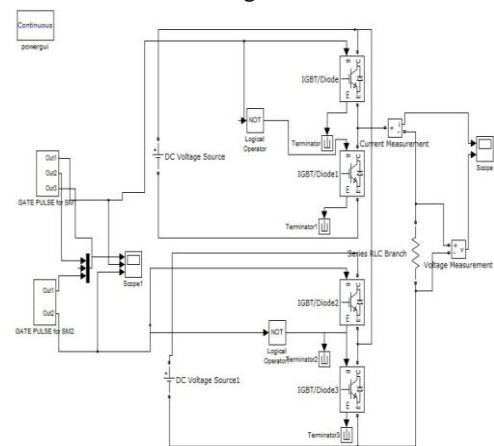 Continuous
powergui
g
C
E
IGBT/Diode
NOT
Logical
Operator
Terminator
+
i
-
Current Measurement
DC Voltage Source
g
C
E
IGBT/Diode1
Scope
Out1
Out2
Out3
GATE PULSE for SM1
Terminator1
Scope1
Series RLC Branch
+
v
-
Voltage Measurement
Out1
Out2
GATE PULSE for SM2
g
C
E
IGBT/Diode2
NOT
Logical
Operator
Terminator2
DC Voltage Source1
g
C
E
IGBT/Diode3
Terminator3